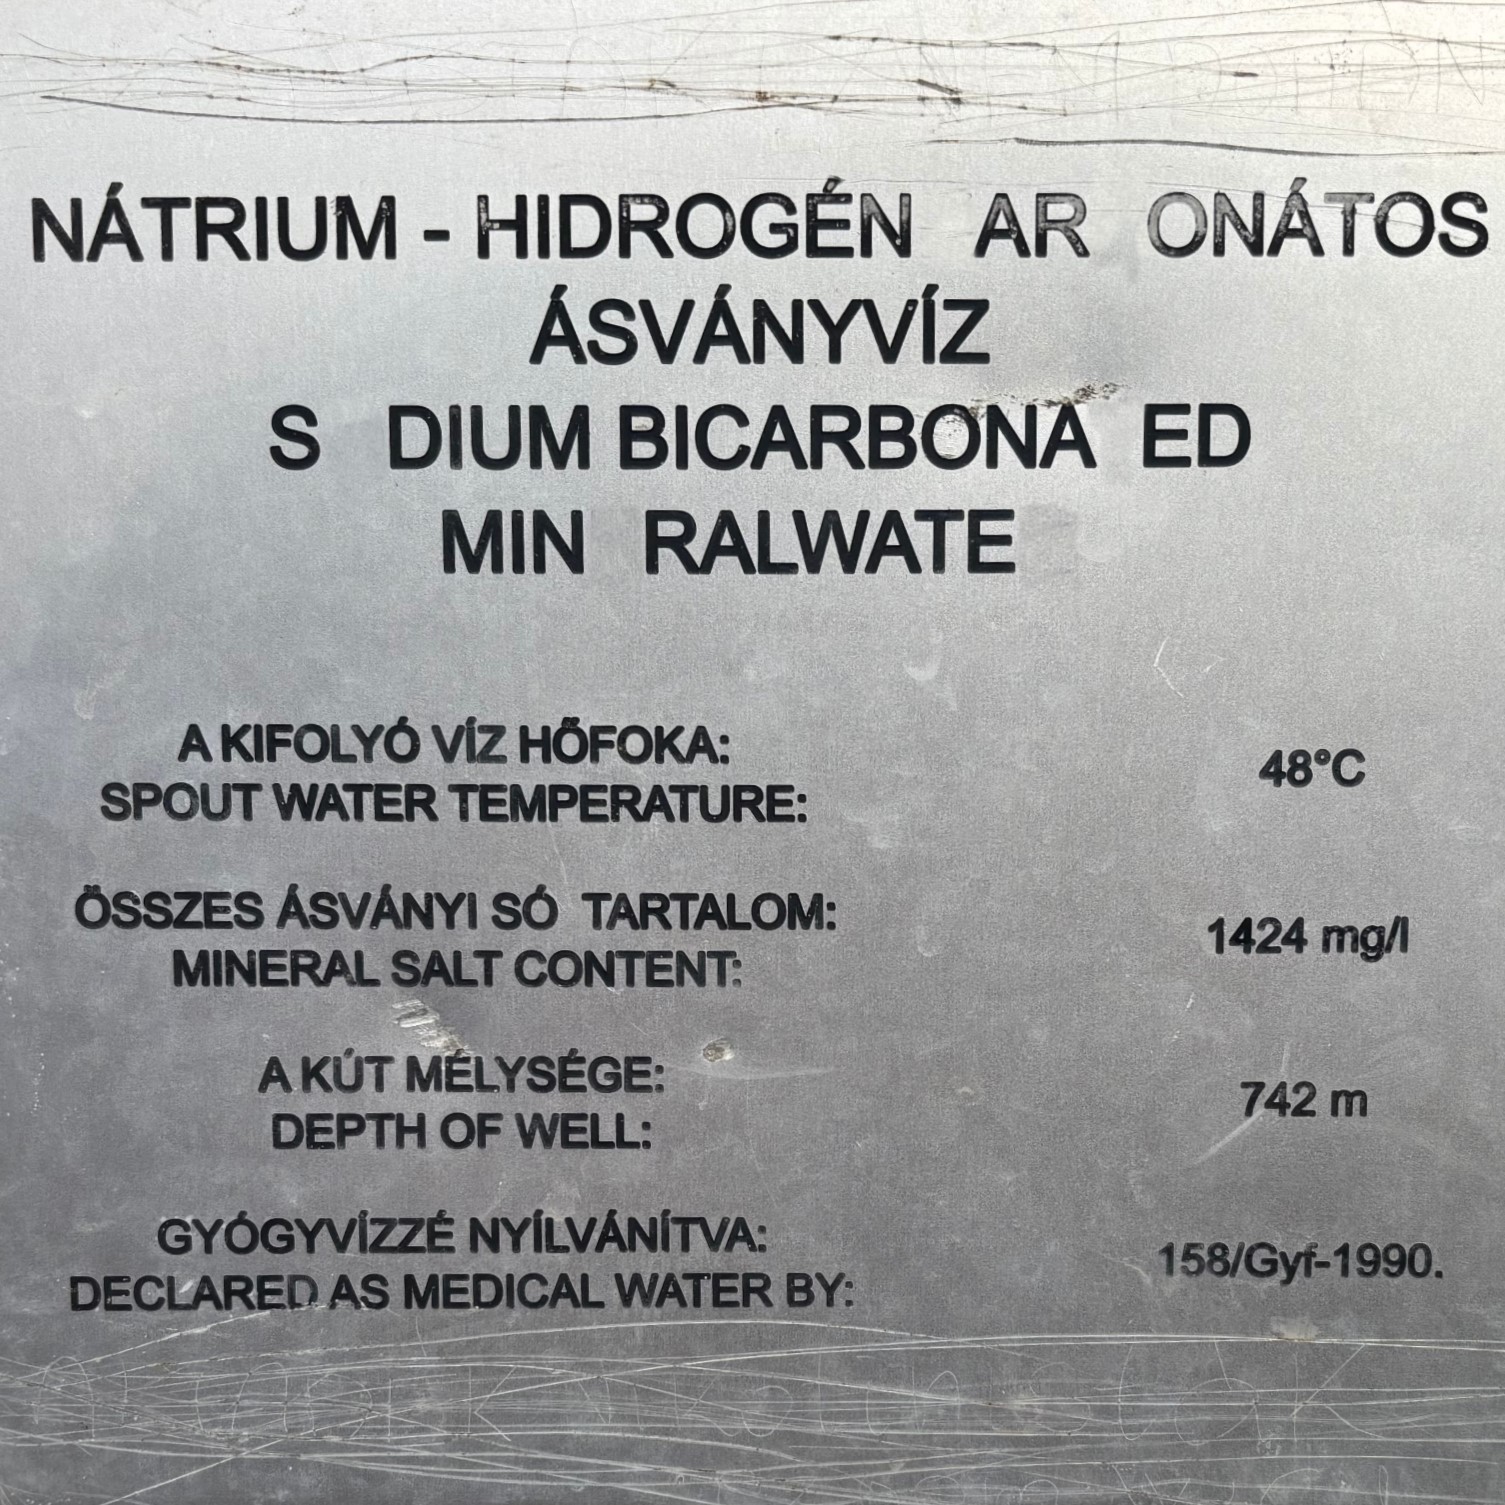 NÁTRIUM - HIDROGÉN AR ONÁTOS
ÁSVÁNYVÍZ
S DIUM BICARBONA ED
MIN RALWATE
A KIFOLYÓ VÍZ HŐFOKA:
SPOUT WATER TEMPERATURE:
48°C
ÖSSZES ÁSVÁNYI SÓ TARTALOM:
MINERAL SALT CONTENT:
1424 mg/l
A KÚT MÉLYSÉGE:
DEPTH OF WELL:
742 m
GYÓGYVÍZZÉ NYÍLVÁNÍTVA:
DECLARED AS MEDICAL WATER BY:
158/Gyf-1990.